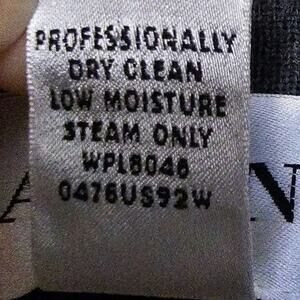 PROFESSIONALLY
DRY CLEAN
LOW MOISTURE
STEAM ONLY
WPL8046
0476US92W